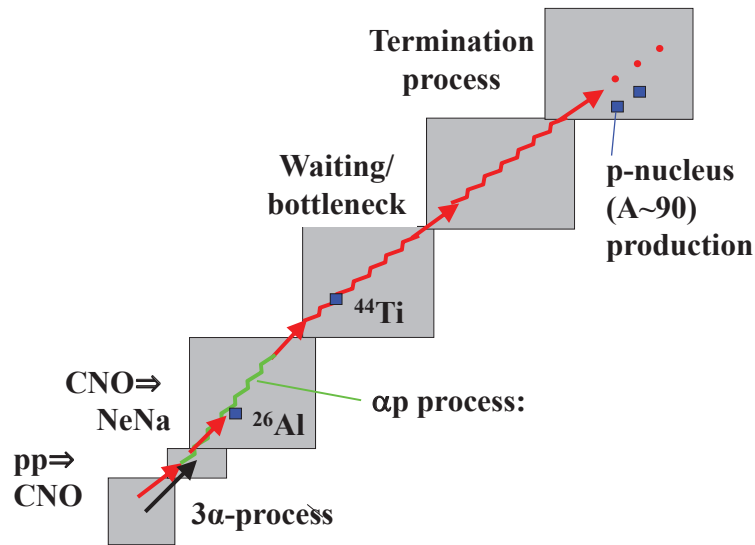 Termination
process
Waiting/
bottleneck
p-nucleus
(A~90)
production
⁴⁴Ti
CNO⇒
NeNa
αp process:
²⁶Al
pp⇒
CNO
3α-process